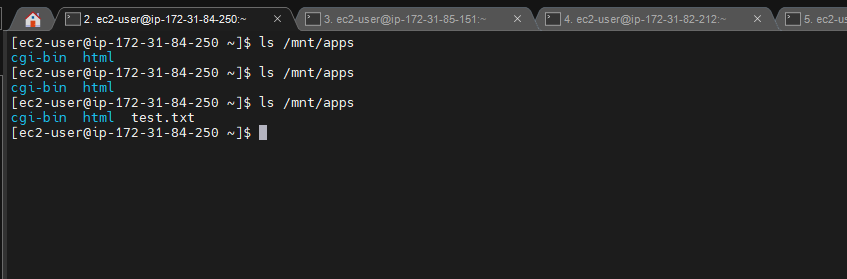 2. ec2-user@ip-172-31-84-250:~
3. ec2-user@ip-172-31-85-151:~
4. ec2-user@ip-172-31-82-212:~
5. ec2-us
[ec2-user@ip-172-31-84-250 ~]$ ls /mnt/apps
cgi-bin  html
[ec2-user@ip-172-31-84-250 ~]$ ls /mnt/apps
cgi-bin  html
[ec2-user@ip-172-31-84-250 ~]$ ls /mnt/apps
cgi-bin  html  test.txt
[ec2-user@ip-172-31-84-250 ~]$